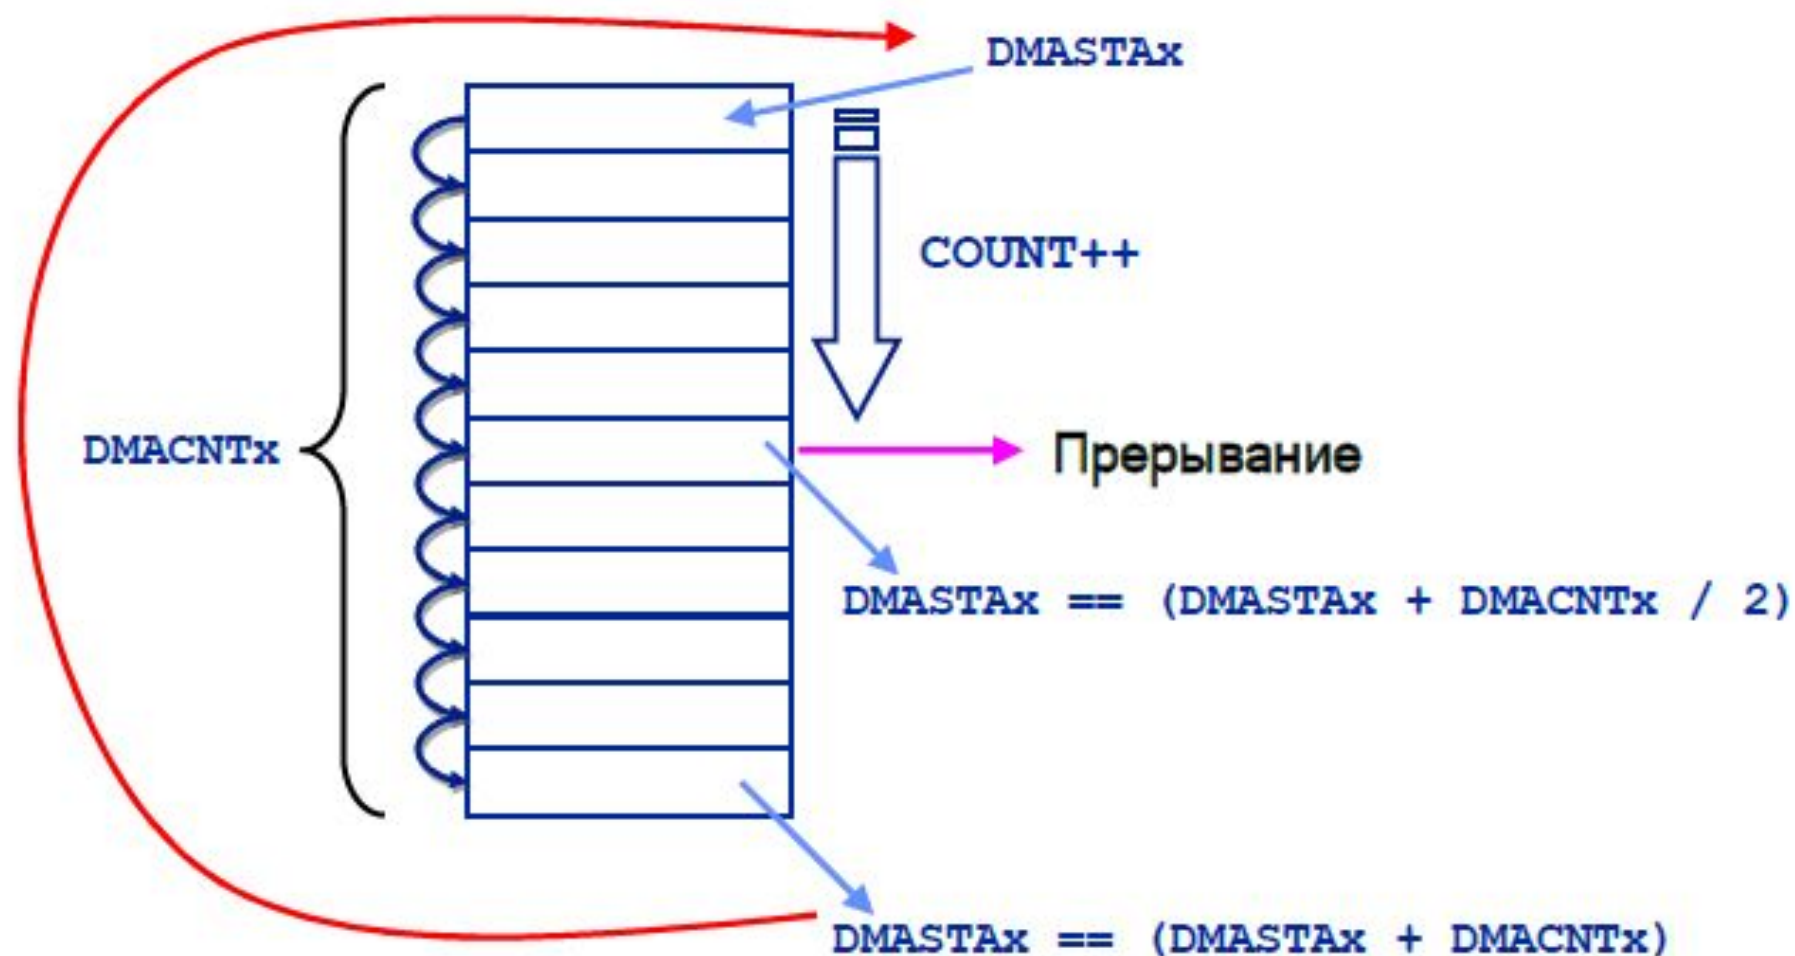 DMASTAx
COUNT++
DMACNTx
Прерывание
DMASTAx == (DMASTAx + DMACNTx / 2)
DMASTAx == (DMASTAx + DMACNTx)